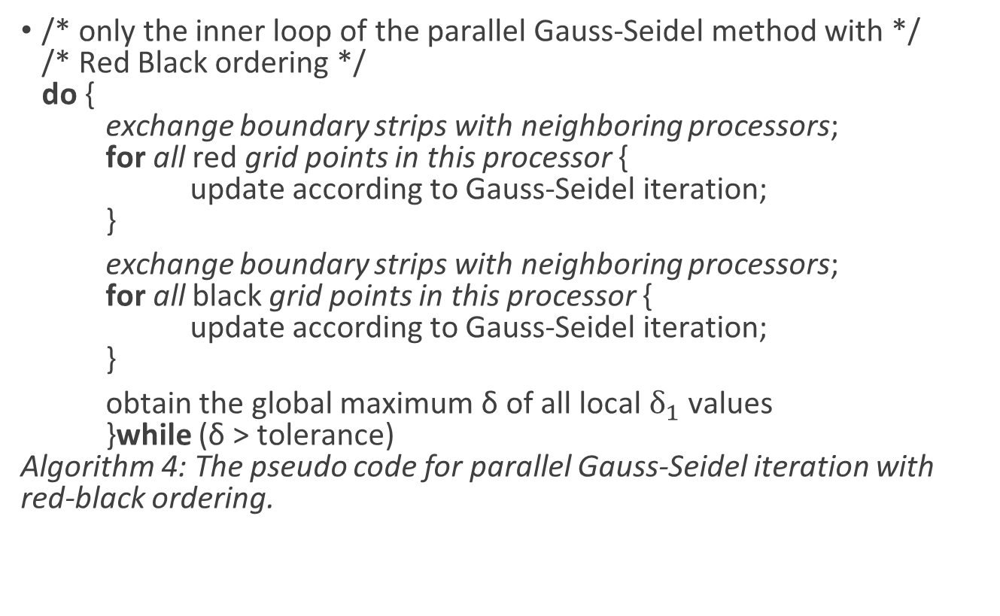 • /* only the inner loop of the parallel Gauss-Seidel method with */
/* Red Black ordering */
do {
exchange boundary strips with neighboring processors;
for all red grid points in this processor {
update according to Gauss-Seidel iteration;
}
exchange boundary strips with neighboring processors;
for all black grid points in this processor {
update according to Gauss-Seidel iteration;
}
obtain the global maximum δ of all local δ₁ values
}while (δ > tolerance)
Algorithm 4: The pseudo code for parallel Gauss-Seidel iteration with
red-black ordering.